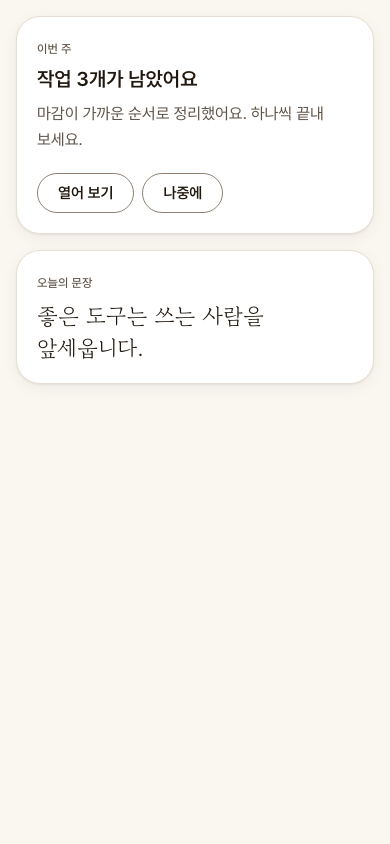 이번 주
작업 3개가 남았어요
마감이 가까운 순서로 정리했어요. 하나씩 끝내
보세요.
열어 보기
나중에
오늘의 문장
좋은 도구는 쓰는 사람을
앞세웁니다.